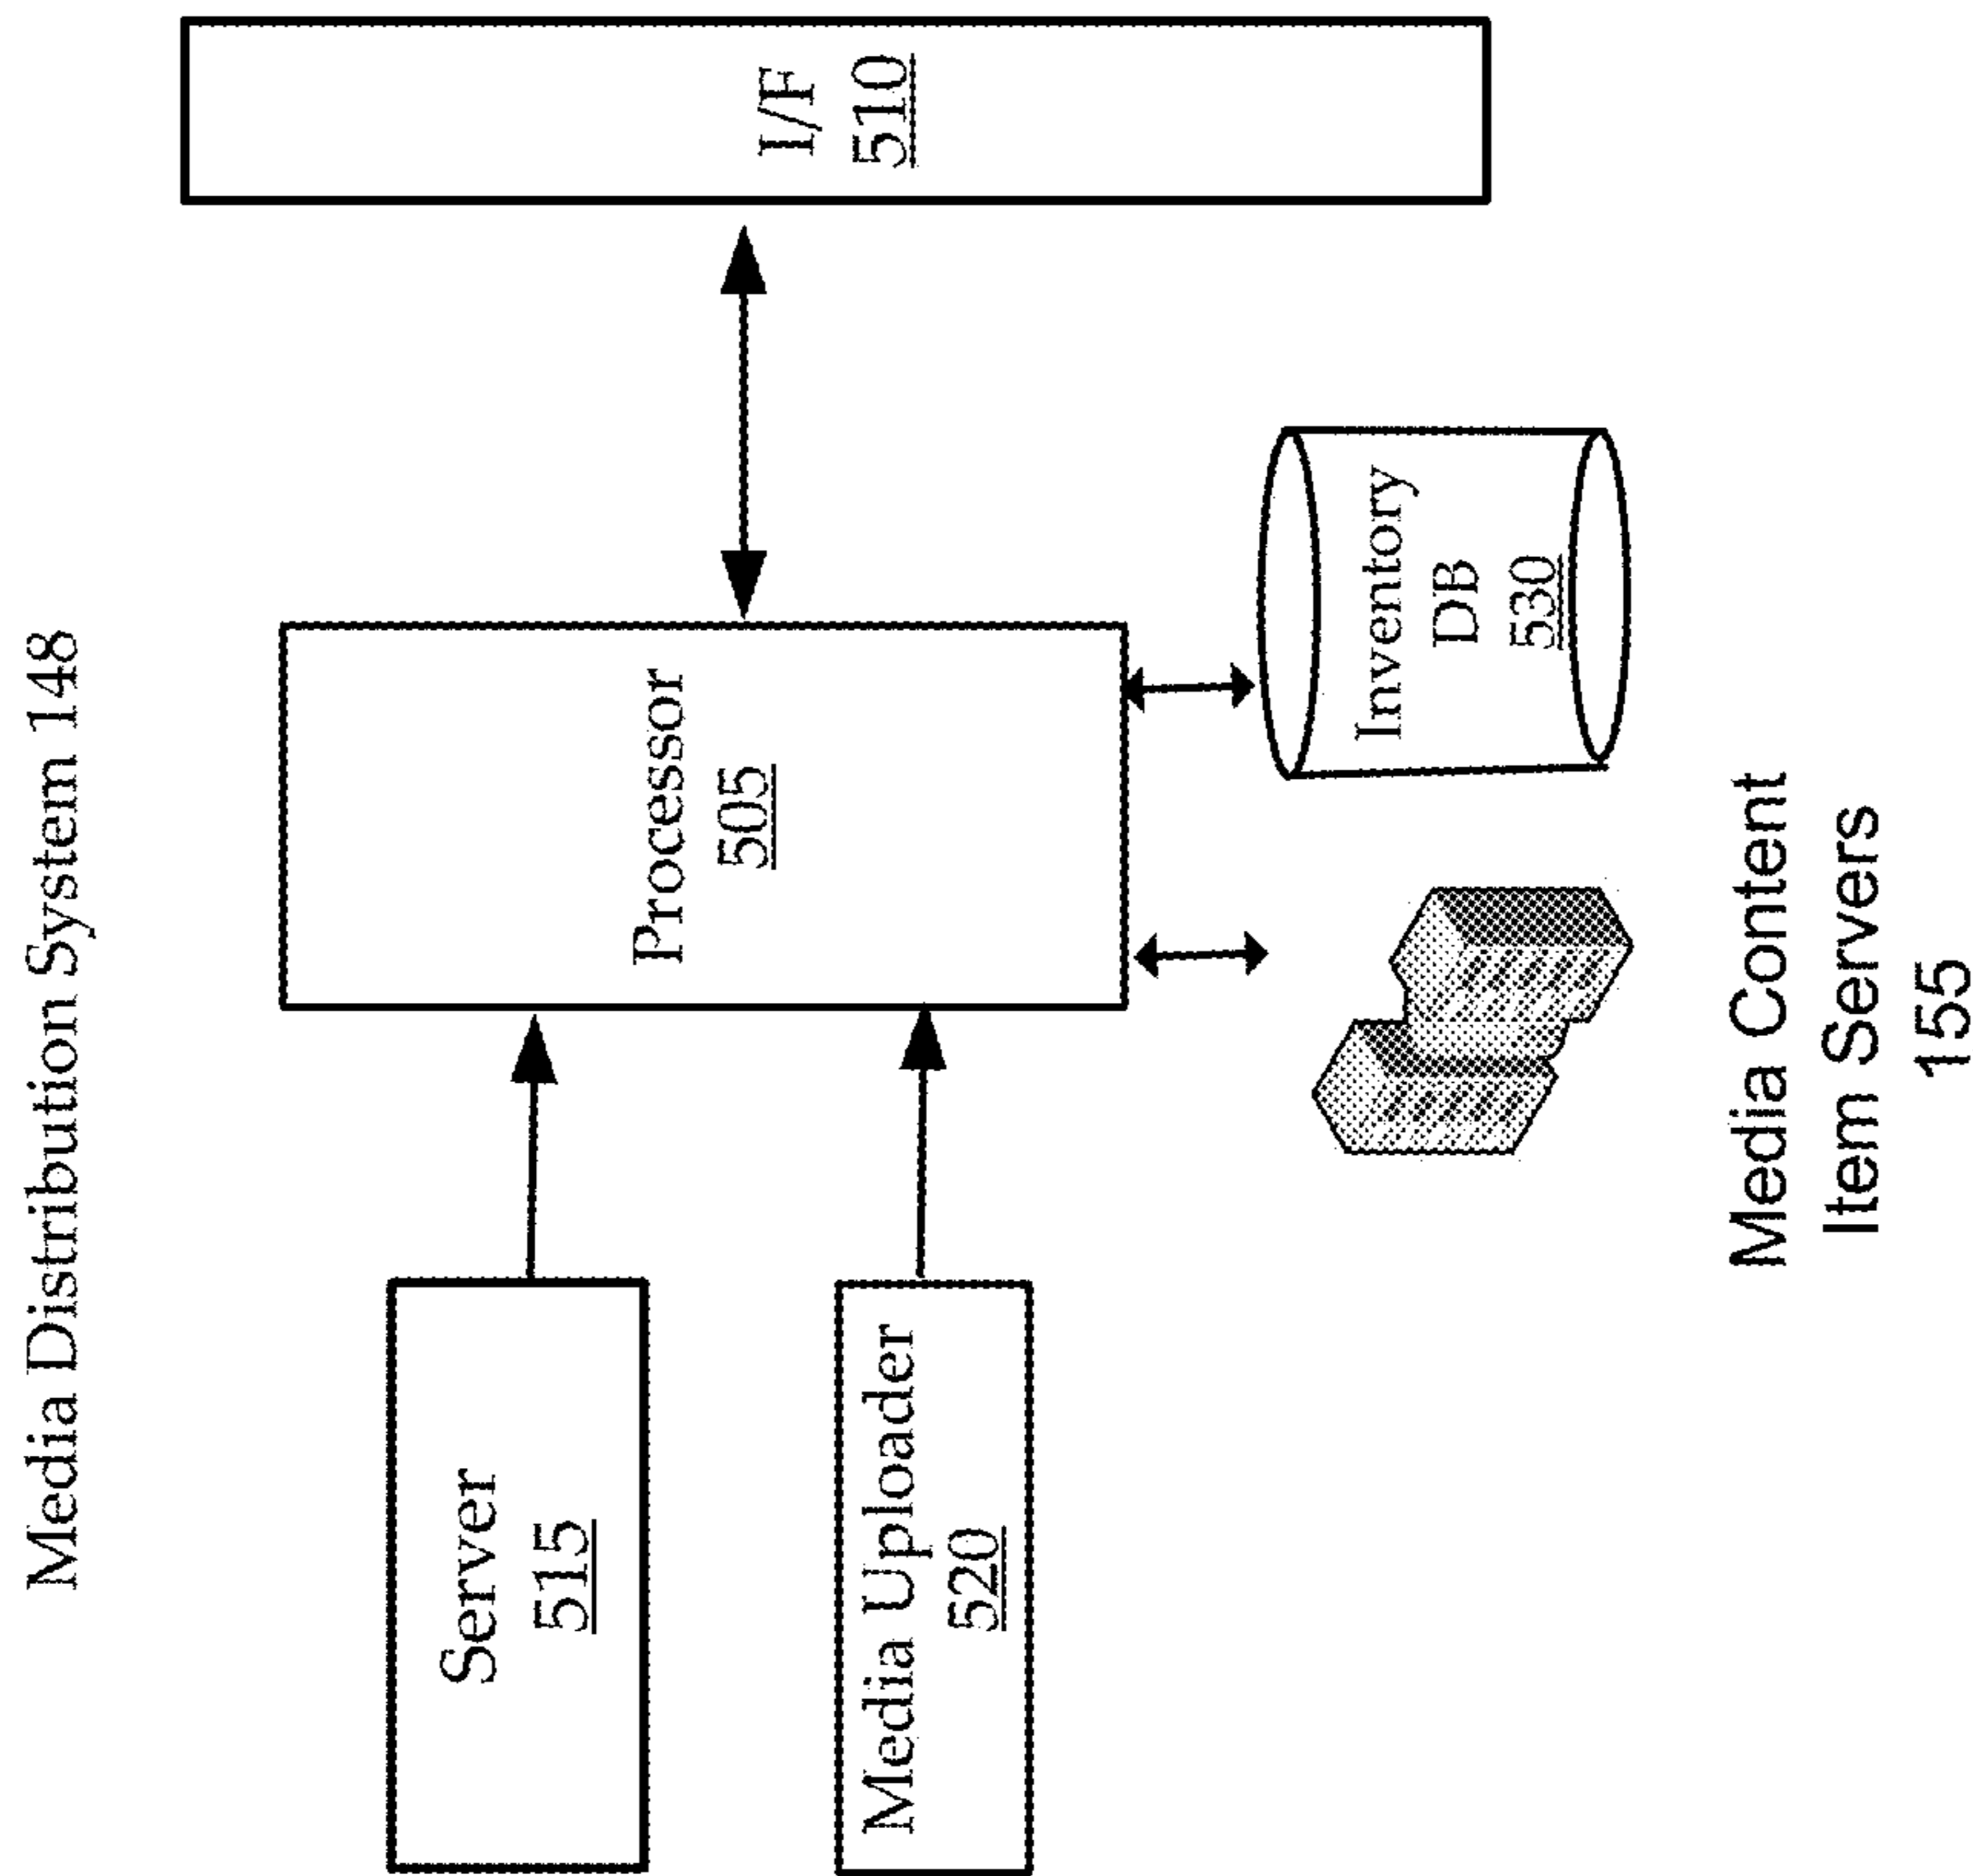 Media Distribution System 148
Server
515
Media Uploader
520
Processor
505
I/F
510
Inventory
DB
530
Media Content
Item Servers
155